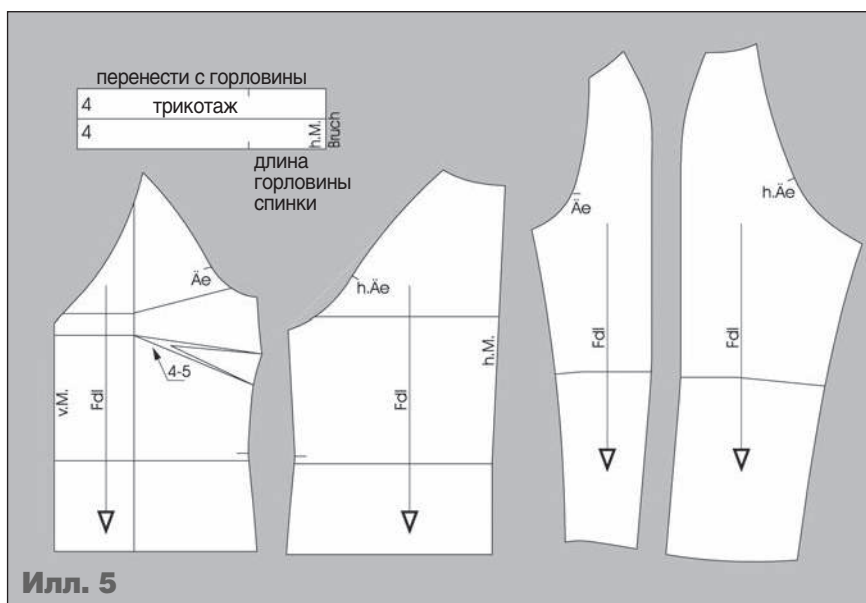 перенести с горловины
4
трикотаж
4
h.M.
Bruch
длина
горловины
спинки
Äe
4-5
v.M.
Fdl
h.Äe
Fdl
h.M.
Äe
Fdl
h.Äe
Fdl
Илл. 5